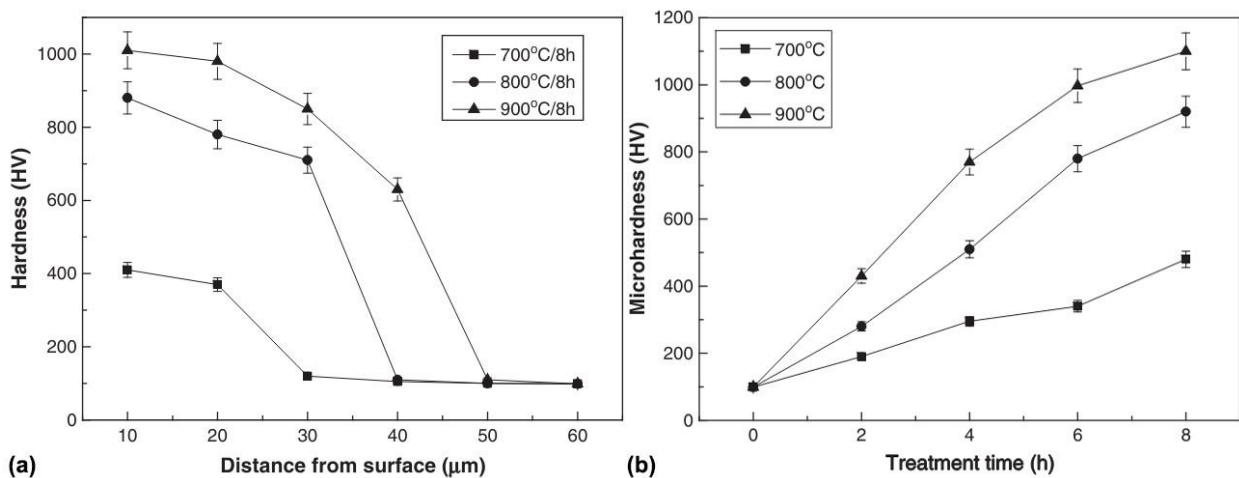 Hardness (HV)
1000
800
600
400
200
0
700°C/8h
800°C/8h
900°C/8h
10 20 30 40 50 60
Distance from surface (μm)
(a)
Microhardness (HV)
1200
1000
800
600
400
200
0
700°C
800°C
900°C
0 2 4 6 8
Treatment time (h)
(b)